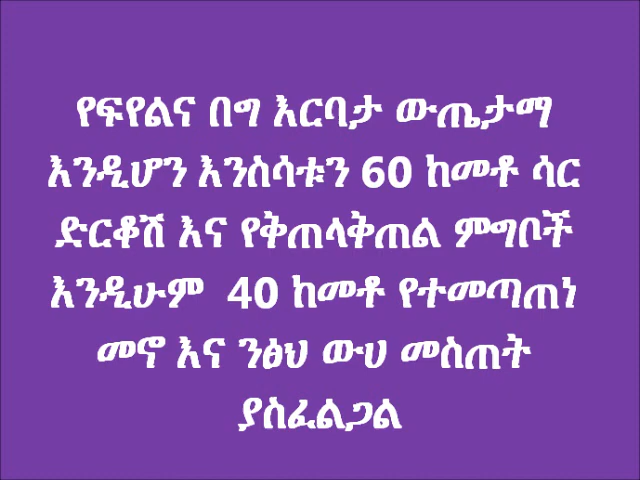 የፍየልና በግ እርባታ ውጤታማ
እንዲሆን እንስሳቱን 60 ከመቶ ሳር
ድርቆሽ እና የቅጠላቅጠል ምግቦች
እንዲሁም 40 ከመቶ የተመጣጠነ
መኖ እና ንፅህ ውሀ መስጠት
ያስፈልጋል